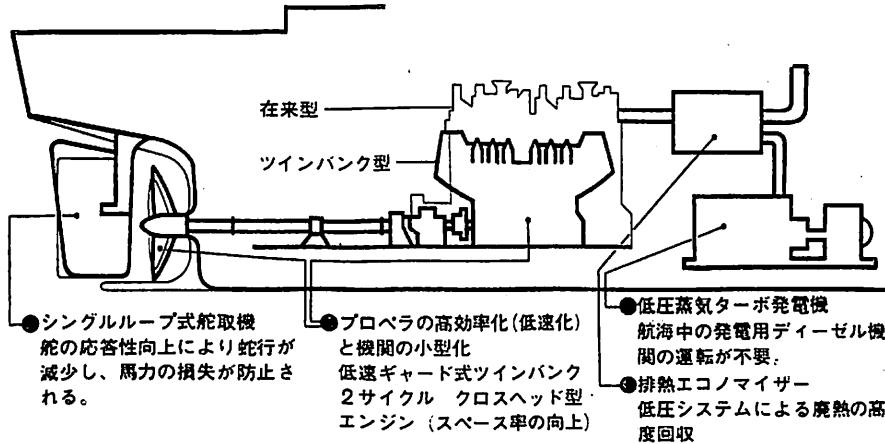 在来型
ツインバンク型
●シングルループ式舵取機
舵の応答性向上により蛇行が
減少し、馬力の損失が防止さ
れる。
●プロペラの高効率化(低速化)
と機関の小型化
低速ギャード式ツインバンク
2サイクル クロスヘッド型
エンジン(スペース率の向上)
●低圧蒸気ターボ発電機
航海中の発電用ディーゼル機
関の運転が不要.
●排熱エコノマイザー
低圧システムによる廃熱の高
度回収